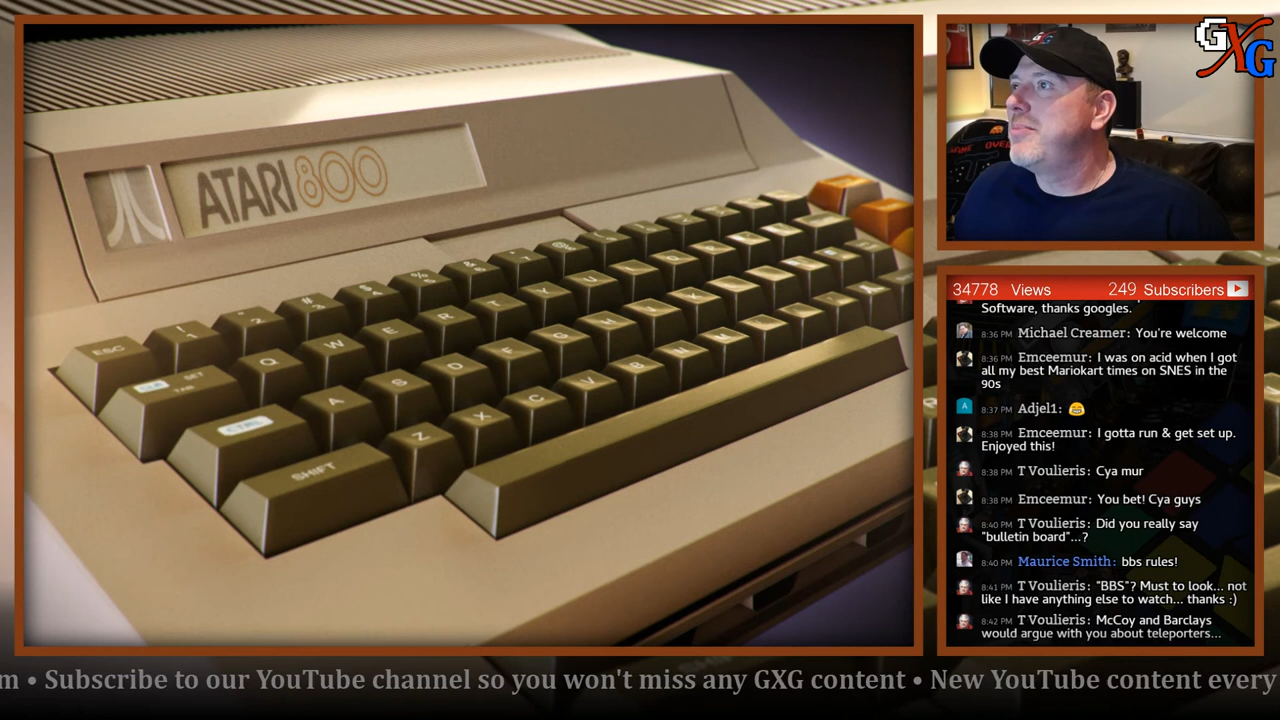 GXG
ATARI 800
ESC
! 1
" 2
# 3
$
%
&
SET
TAB
Q
W
E
R
T
CTRL
A
S
D
F
G
H
SHIFT
Z
X
C
V
B
N
M
34778 Views 249 Subscribers
Software, thanks googles.
8:36 PM Michael Creamer: You're welcome
8:36 PM Emceemur: I was on acid when I got
all my best Mariokart times on SNES in the
90s
A 8:37 PM Adjel1: 😂
8:38 PM Emceemur: I gotta run & get set up.
Enjoyed this!
8:38 PM T Voulieris: Cya mur
8:38 PM Emceemur: You bet! Cya guys
8:40 PM T Voulieris: Did you really say
"bulletin board"...?
8:40 PM Maurice Smith: bbs rules!
8:41 PM T Voulieris: "BBS"? Must to look... not
like I have anything else to watch... thanks :)
8:42 PM T Voulieris: McCoy and Barclays
would argue with you about teleporters...
m • Subscribe to our YouTube channel so you won't miss any GXG content • New YouTube content every